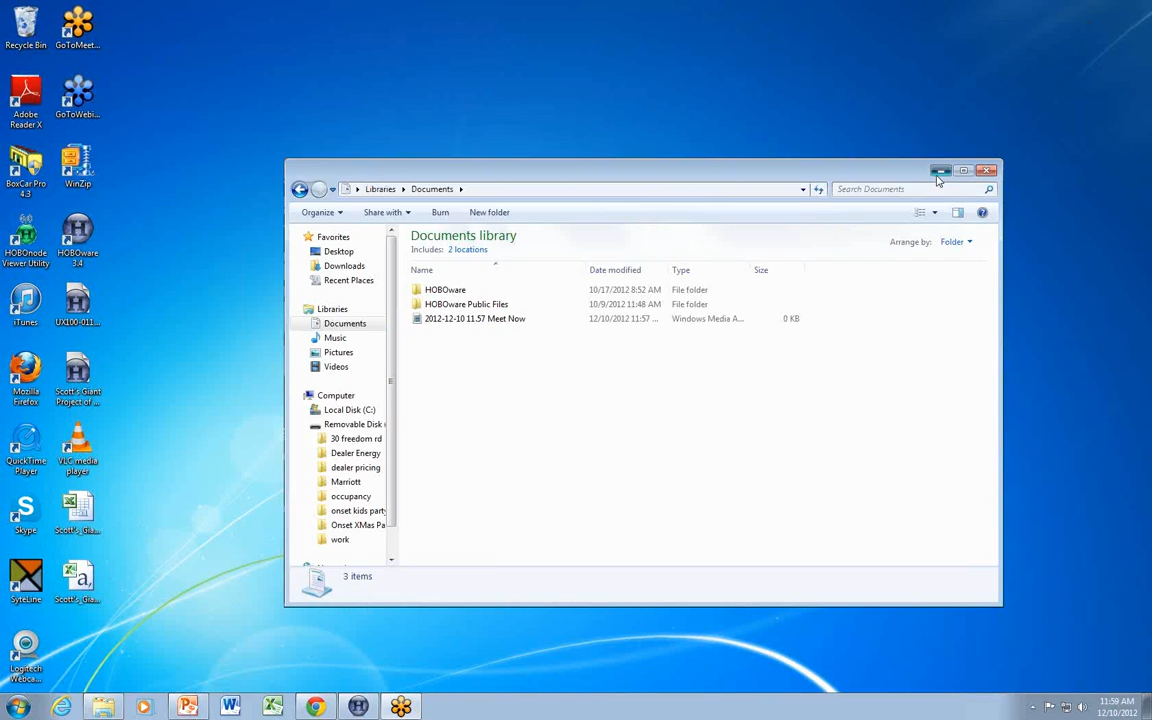 Recycle Bin
GoToMeet...
Adobe
Reader X
GoToWebi...
BoxCar Pro
4.3
WinZip
HOBOnode
Viewer Utility
HOBOware
3.4
iTunes
UX100-011...
Mozilla
Firefox
Scott's Giant
Project of ...
QuickTime
Player
VLC media
player
Skype
Scott's_Gia...
SyteLine
Scott's_Gia...
Logitech
Webca...
Libraries
Documents
Search Documents
Organize
Share with
Burn
New folder
Favorites
Desktop
Downloads
Recent Places
Libraries
Documents
Music
Pictures
Videos
Computer
Local Disk (C:)
Removable Disk
30 freedom rd
Dealer Energy
dealer pricing
Marriott
occupancy
onset kids party
Onset XMas Pa
work
Documents library
Includes: 2 locations
Arrange by: Folder
Name Date modified Type Size
HOBOware 10/17/2012 8:52 AM File folder
HOBOware Public Files 10/9/2012 11:48 AM File folder
2012-12-10 11.57 Meet Now 12/10/2012 11:57 ... Windows Media A... 0 KB
3 items
11:59 AM
12/10/2012